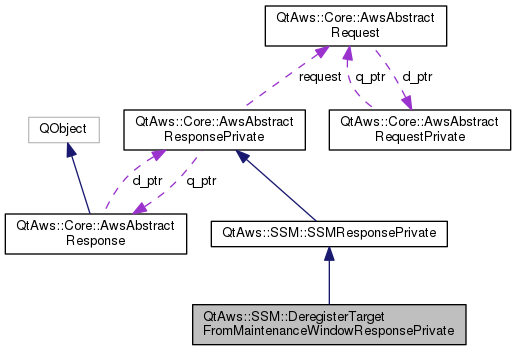 QtAws::Core::AwsAbstract
Request
request
q_ptr
d_ptr
QObject
QtAws::Core::AwsAbstract
ResponsePrivate
QtAws::Core::AwsAbstract
RequestPrivate
d_ptr
q_ptr
QtAws::Core::AwsAbstract
Response
QtAws::SSM::SSMResponsePrivate
QtAws::SSM::DeregisterTarget
FromMaintenanceWindowResponsePrivate